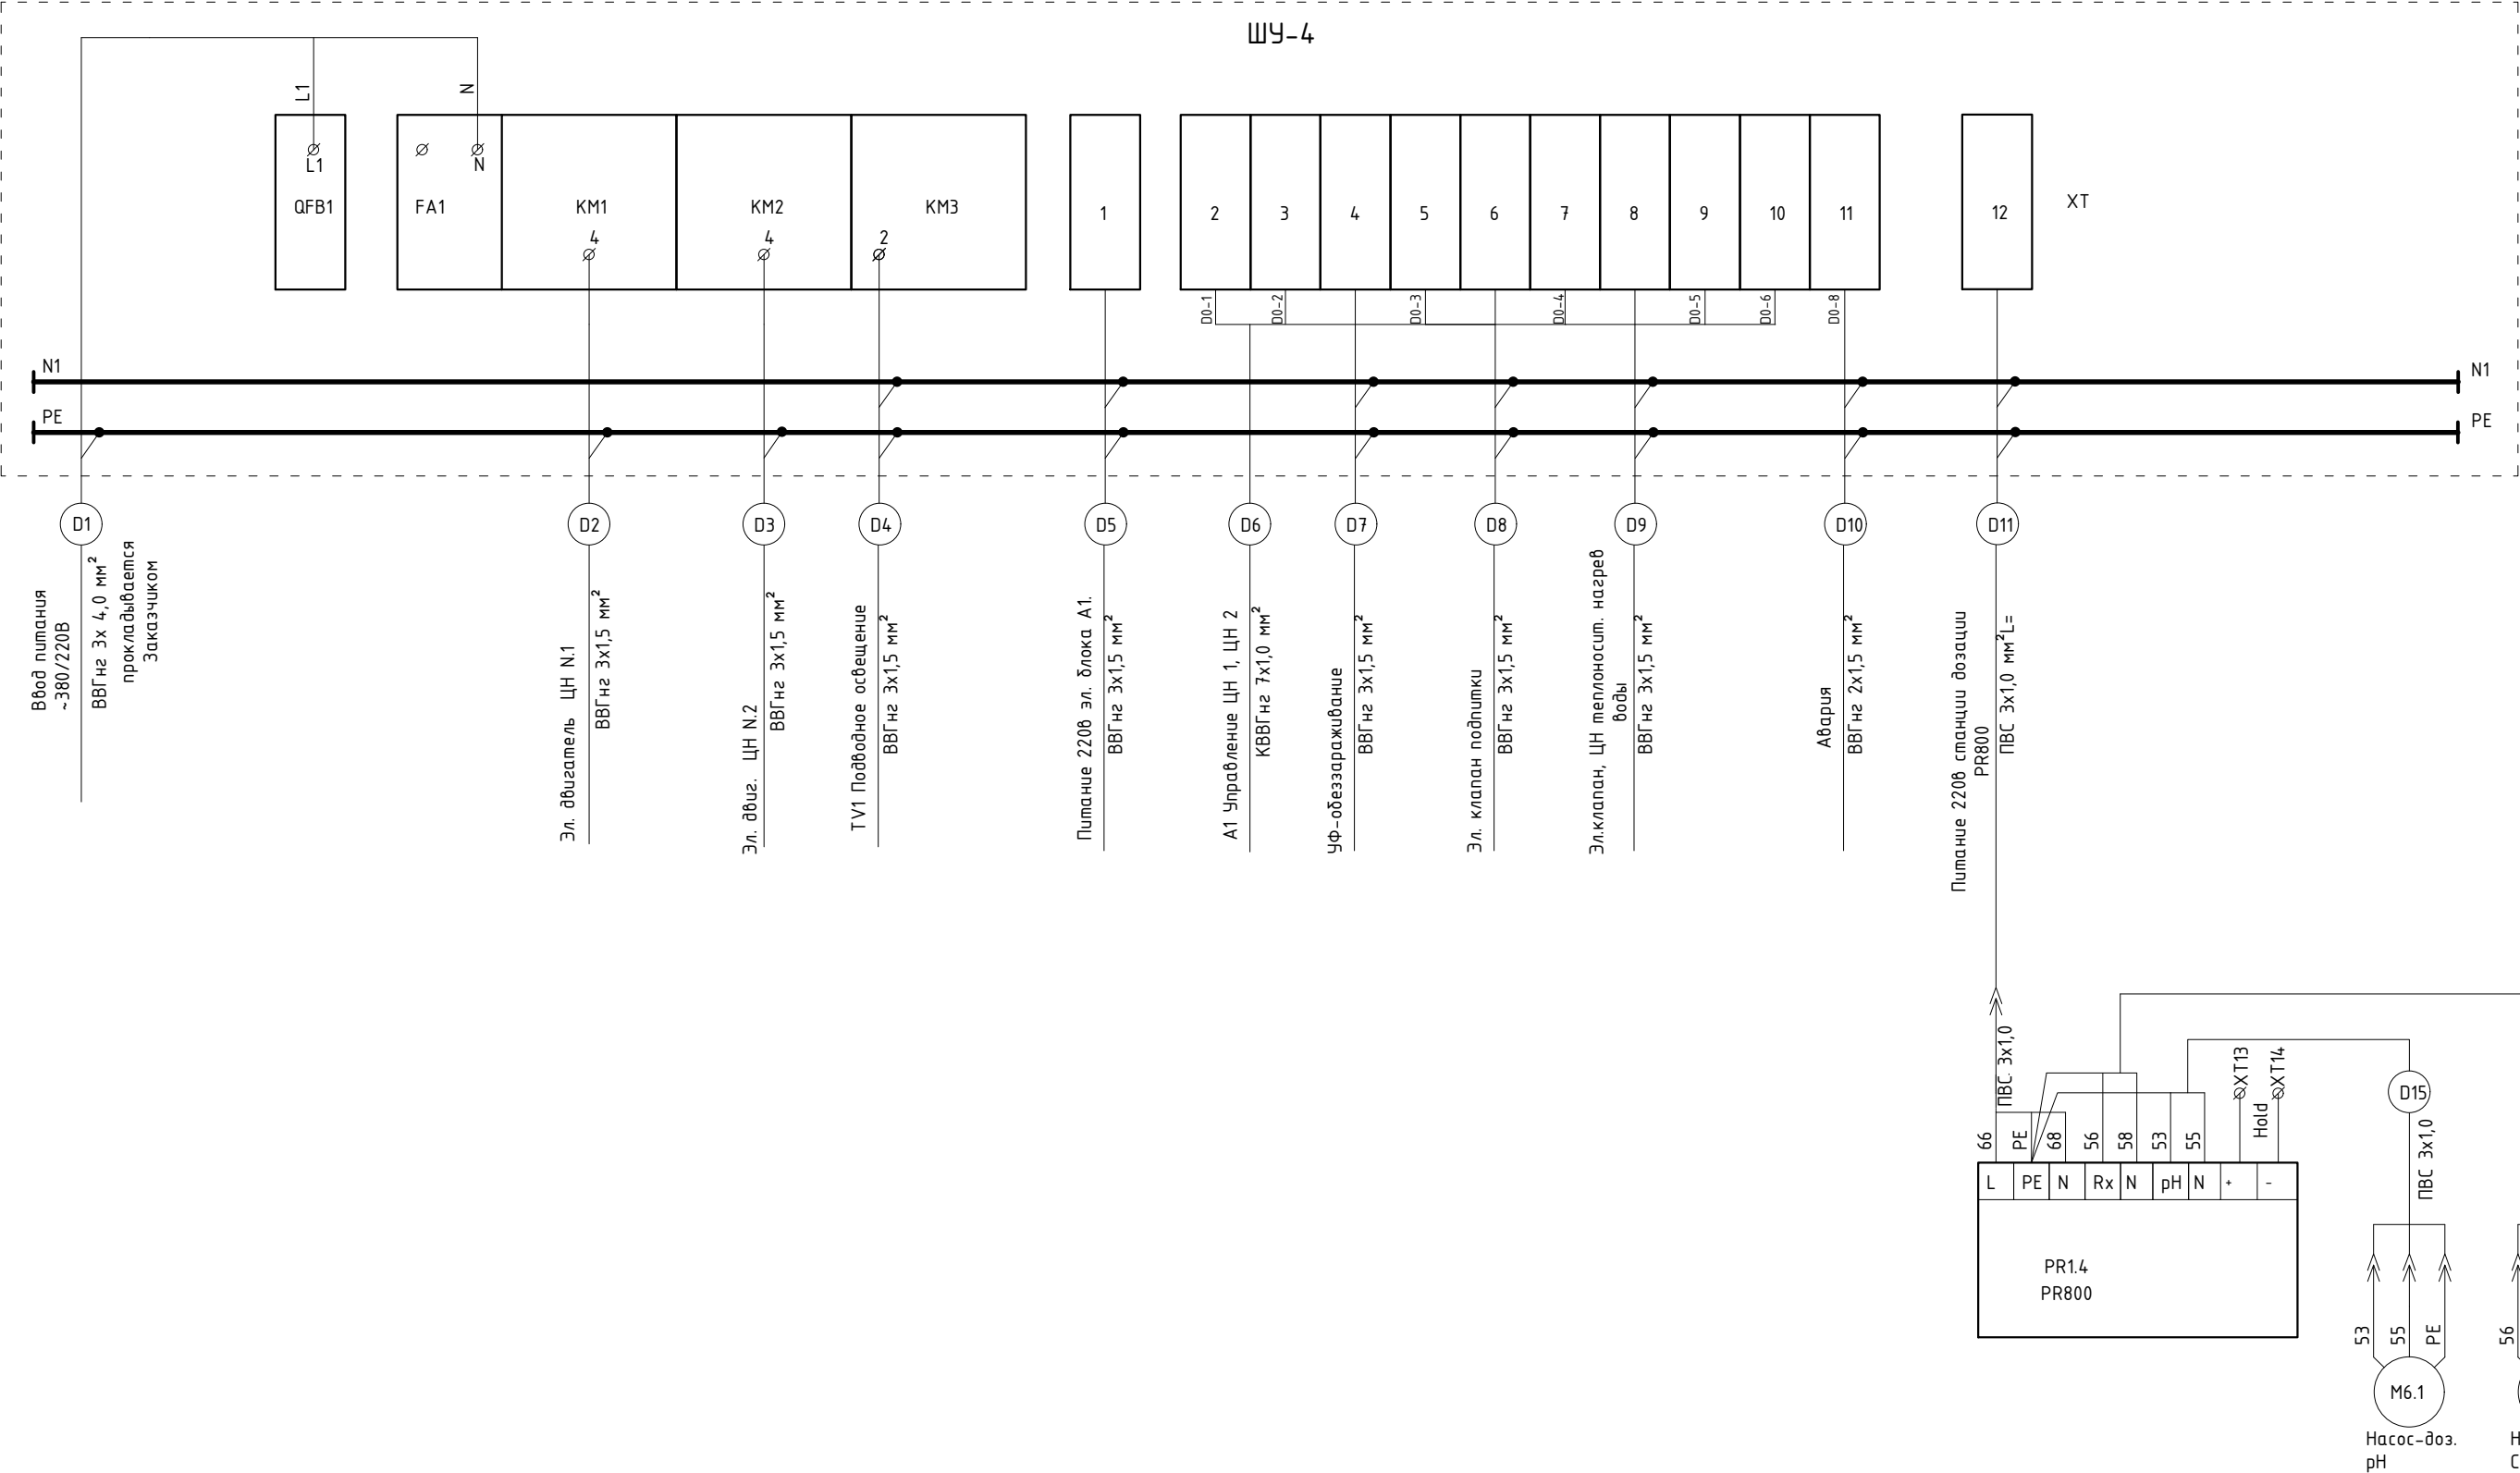 ШУ-4
L1
N
L1
N
QFB1
FA1
KM1
KM2
KM3
4
4
2
1
2
3
4
5
6
7
8
9
10
11
12
XT
D0-1
D0-2
D0-3
D0-4
D0-5
D0-6
D0-8
N1
N1
PE
PE
D1
D2
D3
D4
D5
D6
D7
D8
D9
D10
D11
Ввод питания
~380/220В
ВВГнг 3х 4,0 мм²
прокладывается
Заказчиком
Эл. двигатель ЦН N.1
ВВГнг 3х1,5 мм²
Эл. двиг. ЦН N.2
ВВГнг 3х1,5 мм²
TV1 Подводное освещение
ВВГнг 3х1,5 мм²
Питание 220в эл. блока А1.
ВВГнг 3х1,5 мм²
А1 Управление ЦН 1, ЦН 2
КВВГнг 7х1,0 мм²
УФ-обеззараживание
ВВГнг 3х1,5 мм²
Эл. клапан подпитки
ВВГнг 3х1,5 мм²
Эл.клапан, ЦН теплоносит. нагрев
воды
ВВГнг 3х1,5 мм²
Авария
ВВГнг 2х1,5 мм²
Питание 220в станции дозации
PR800
ПВС 3х1,0 мм²L=
ПВС 3х1,0
66
PE
68
56
58
53
55
XT13
Hold
XT14
L
PE
N
Rx
N
pH
N
+
-
PR1.4
PR800
D15
ПВС 3х1,0
53
55
PE
56
M6.1
Насос-доз.
pH
Н
С